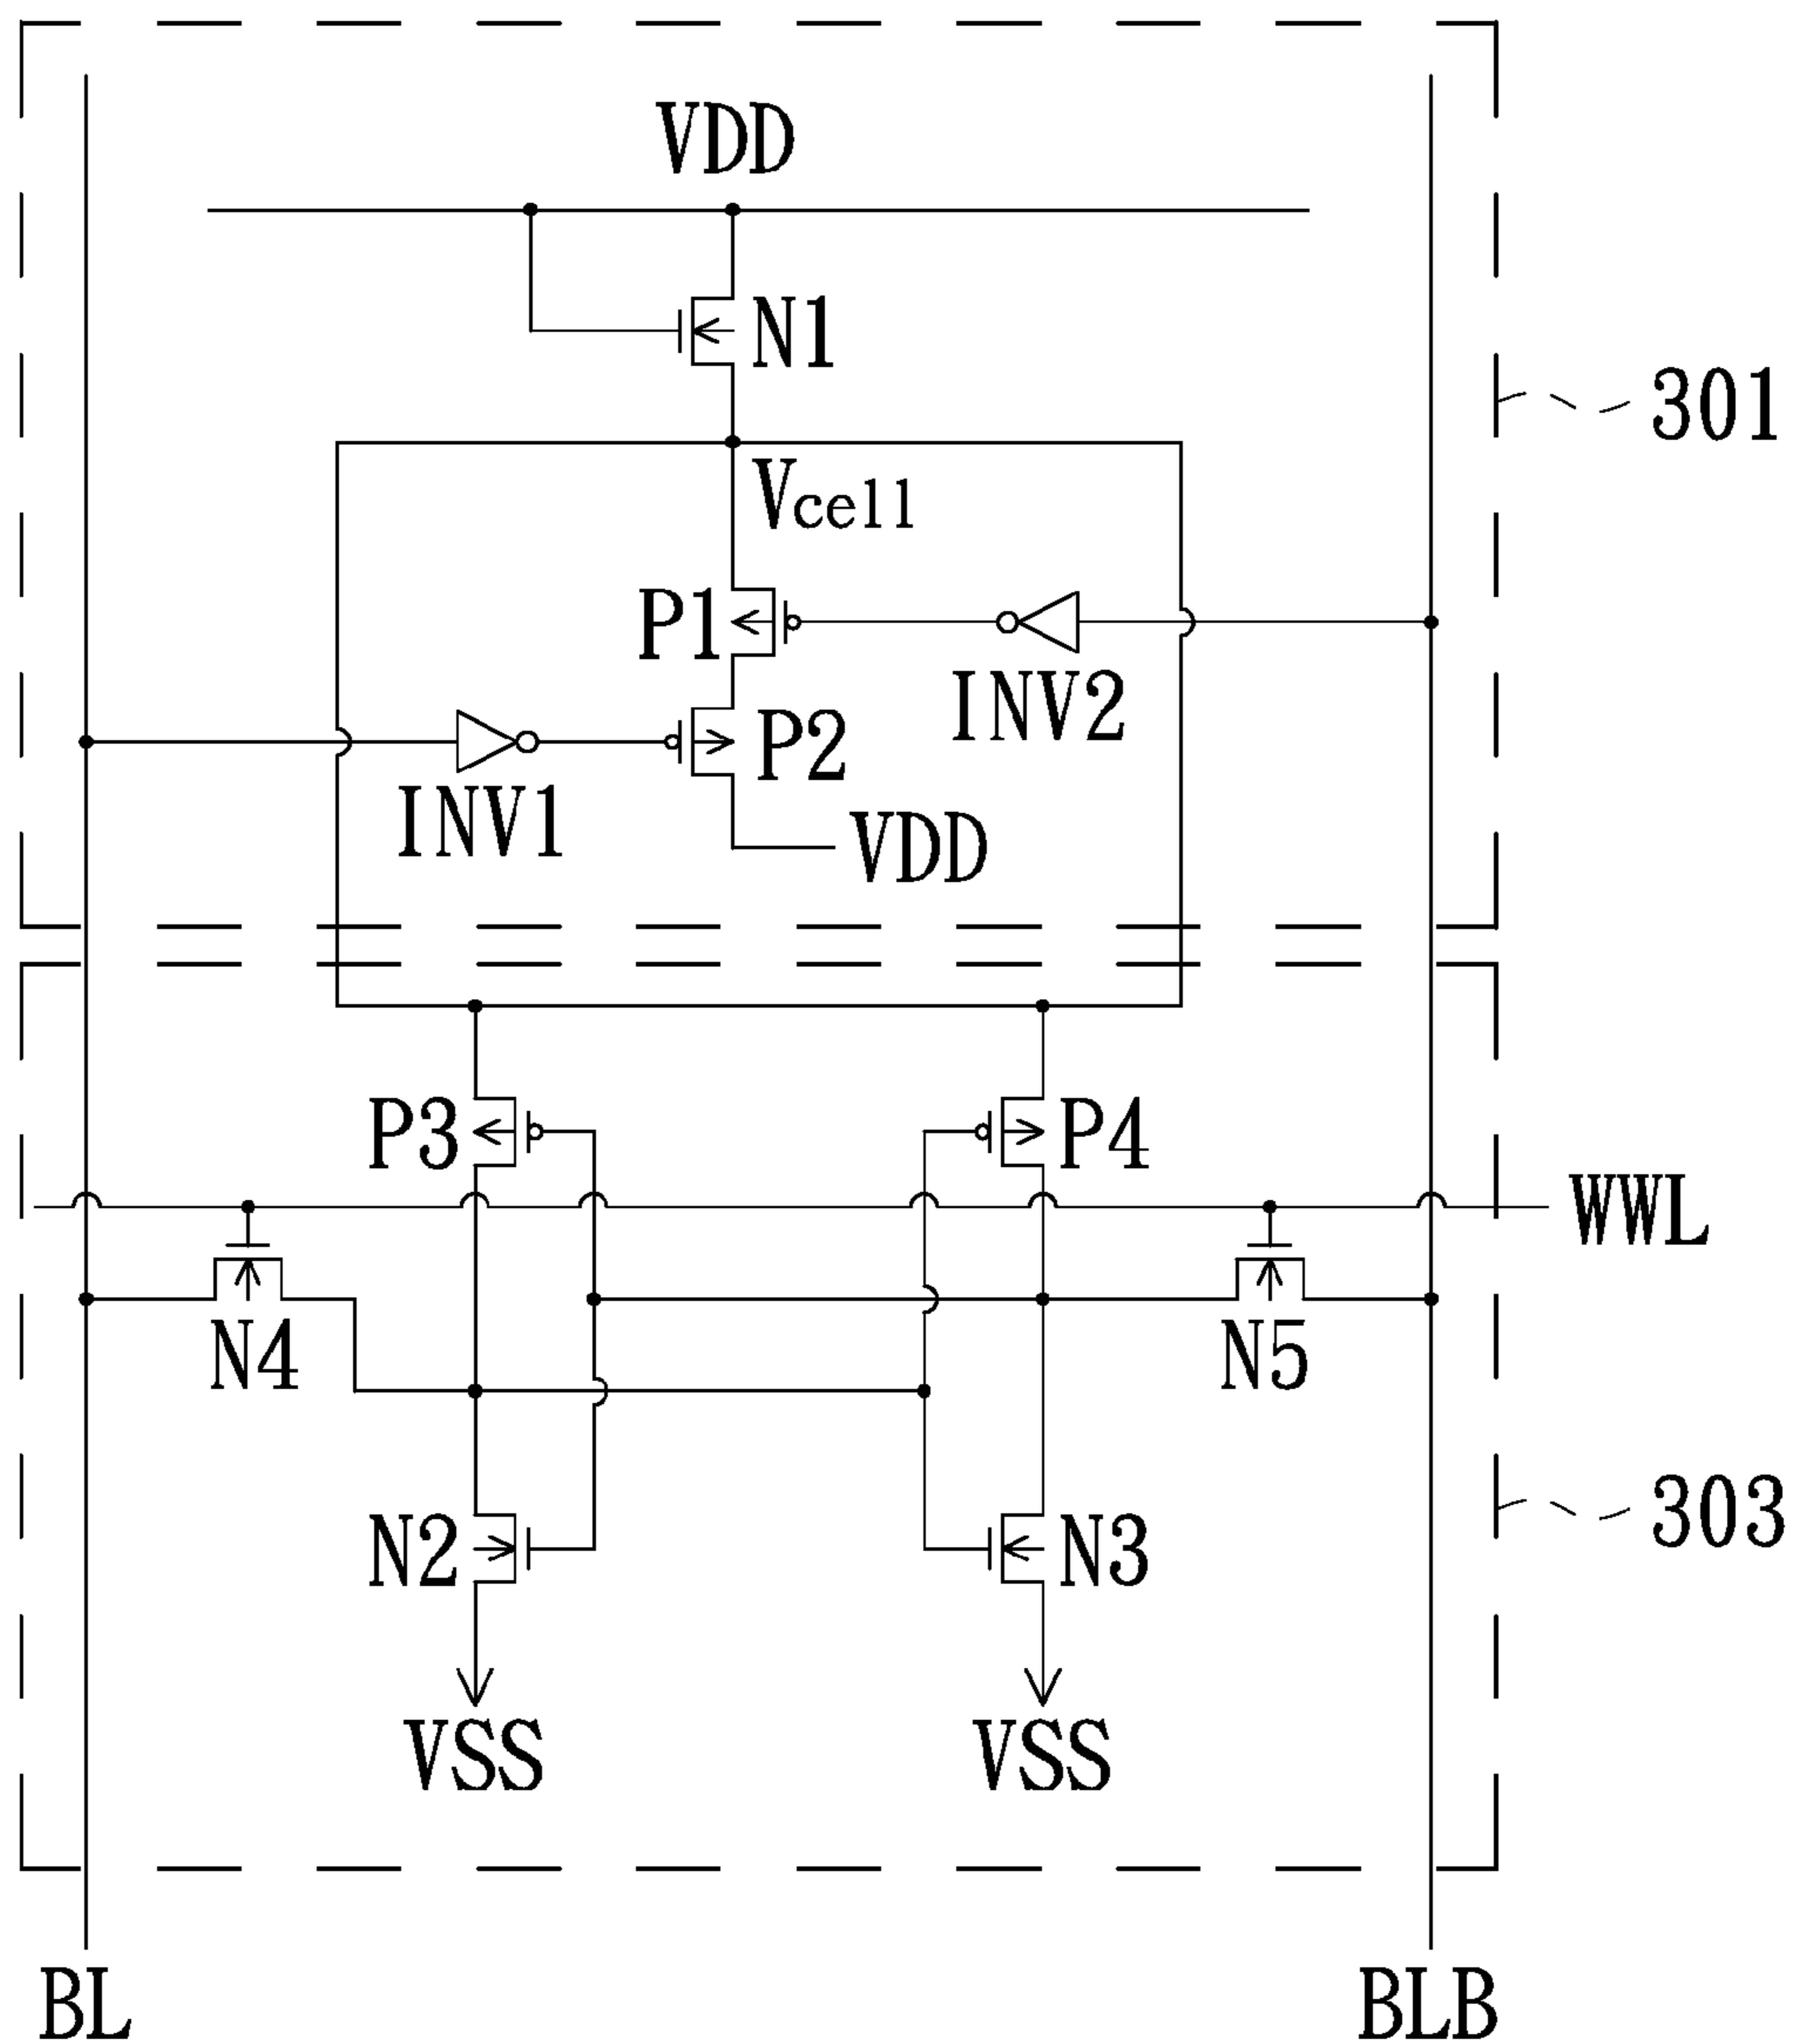 VDD
N1
301
Vcell
P1
INV2
P2
INV1
VDD
P3
P4
WWL
N4
N5
N2
N3
303
VSS
VSS
BL
BLB